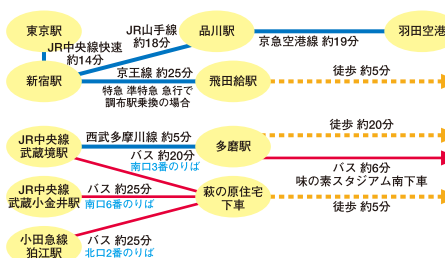 東京駅
JR中央線快速
約14分
新宿駅
JR山手線
約18分
品川駅
京急空港線 約19分
羽田空港
京王線 約25分
特急 準特急 急行で
調布駅乗換の場合
飛田給駅
徒歩 約5分
JR中央線
武蔵境駅
西武多摩川線 約5分
多磨駅
徒歩 約20分
バス 約20分
南口3番のりば
バス 約6分
味の素スタジアム南下車
JR中央線
武蔵小金井駅
バス 約25分
南口6番のりば
萩の原住宅
下車
徒歩 約5分
小田急線
狛江駅
バス 約25分
北口2番のりば